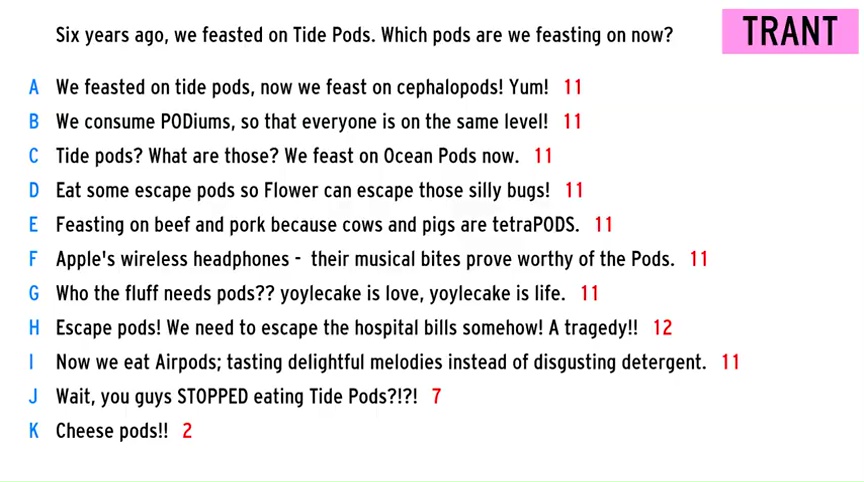 Six years ago, we feasted on Tide Pods. Which pods are we feasting on now?
TRANT
A We feasted on tide pods, now we feast on cephalopods! Yum! 11
B We consume PODiums, so that everyone is on the same level! 11
C Tide pods? What are those? We feast on Ocean Pods now. 11
D Eat some escape pods so Flower can escape those silly bugs! 11
E Feasting on beef and pork because cows and pigs are tetraPODS. 11
F Apple's wireless headphones - their musical bites prove worthy of the Pods. 11
G Who the fluff needs pods?? yoylecake is love, yoylecake is life. 11
H Escape pods! We need to escape the hospital bills somehow! A tragedy!! 12
I Now we eat Airpods; tasting delightful melodies instead of disgusting detergent. 11
J Wait, you guys STOPPED eating Tide Pods?!?! 7
K Cheese pods!! 2